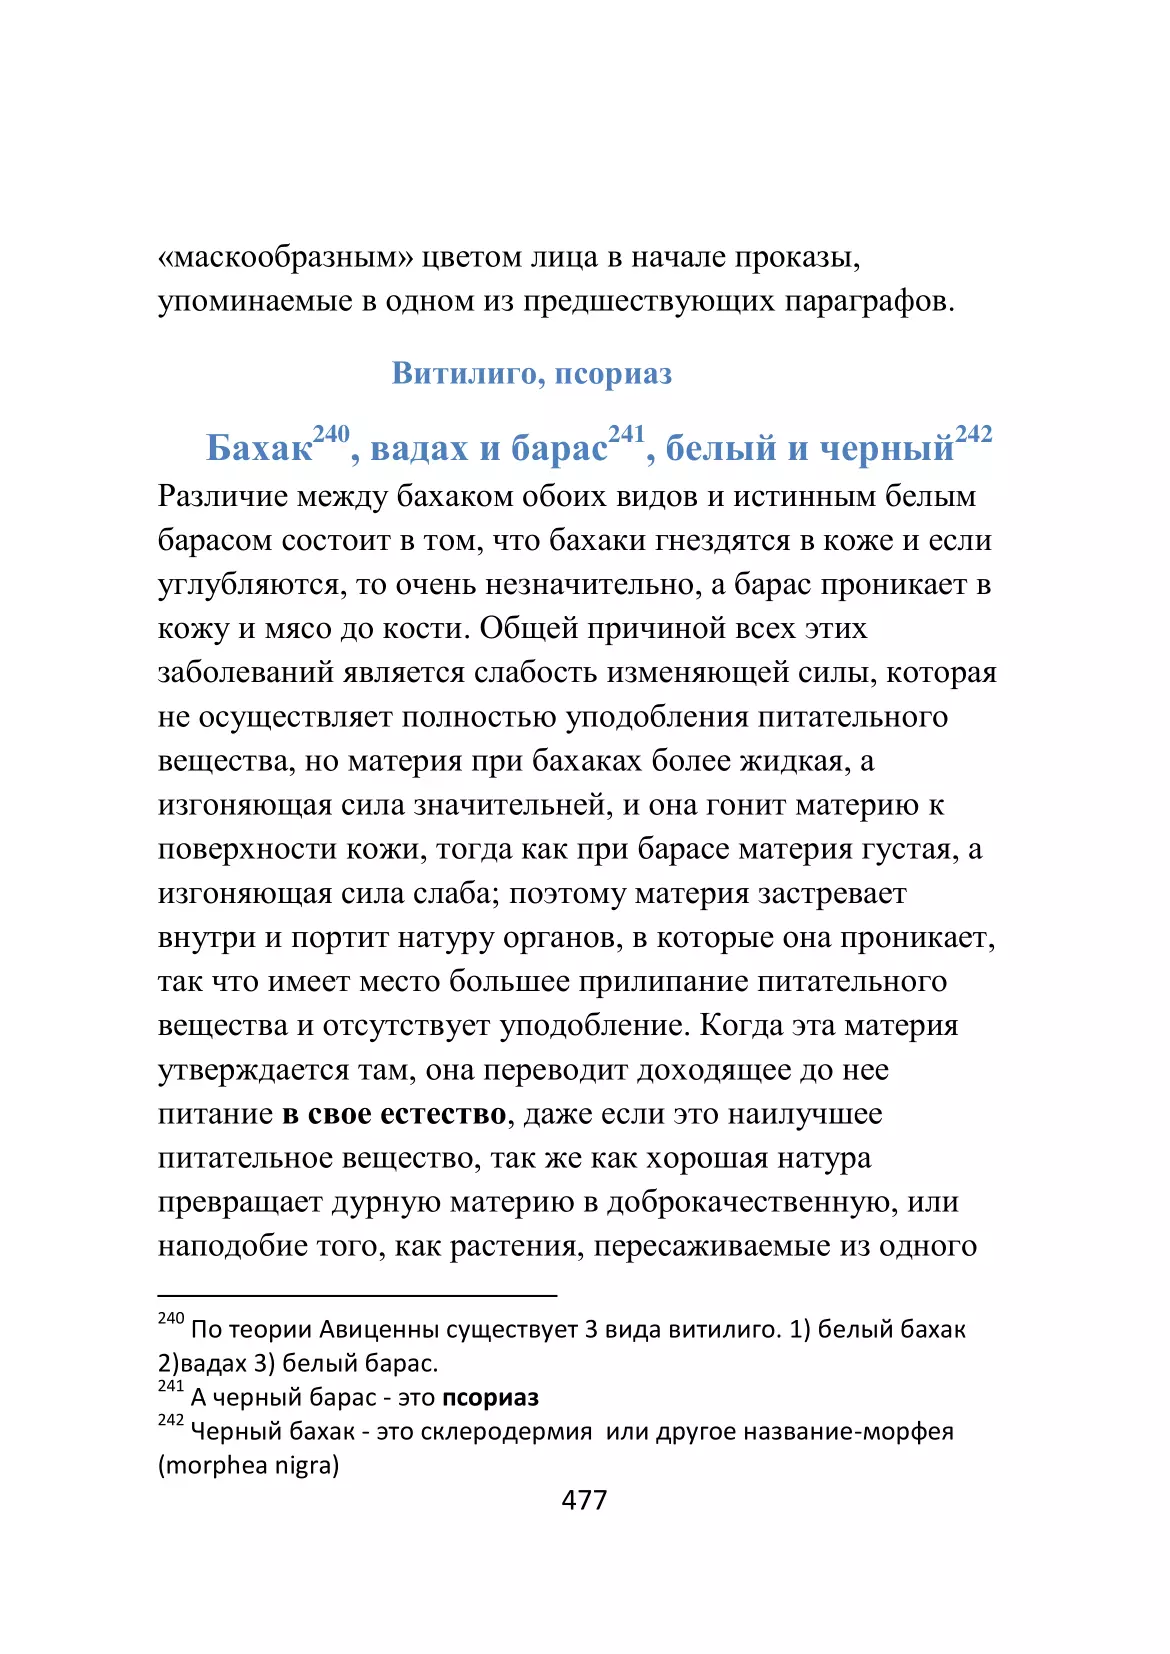 «маскообразным» цветом лица в начале проказы,
упоминаемые в одном из предшествующих параграфов.
Витилиго, псориаз
Бахак240, вадах и барас241, белый и черный242
Различие между бахаком обоих видов и истинным белым
барасом состоит в том, что бахаки гнездятся в коже и если
углубляются, то очень незначительно, а барас проникает в
кожу и мясо до кости. Общей причиной всех этих
заболеваний является слабость изменяющей силы, которая
не осуществляет полностью уподобления питательного
вещества, но материя при бахаках более жидкая, а
изгоняющая сила значительней, и она гонит материю к
поверхности кожи, тогда как при барасе материя густая, а
изгоняющая сила слаба; поэтому материя застревает
внутри и портит натуру органов, в которые она проникает,
так что имеет место большее прилипание питательного
вещества и отсутствует уподобление. Когда эта материя
утверждается там, она переводит доходящее до нее
питание в свое естество, даже если это наилучшее
питательное вещество, так же как хорошая натура
превращает дурную материю в доброкачественную, или
наподобие того, как растения, пересаживаемые из одного
240 По теории Авиценны существует 3 вида витилиго. 1) белый бахак
2)вадах 3) белый барас.
241 А черный барас - это псориаз
242 Черный бахак - это склеродермия  или другое название-морфея
(morphea nigra)
477